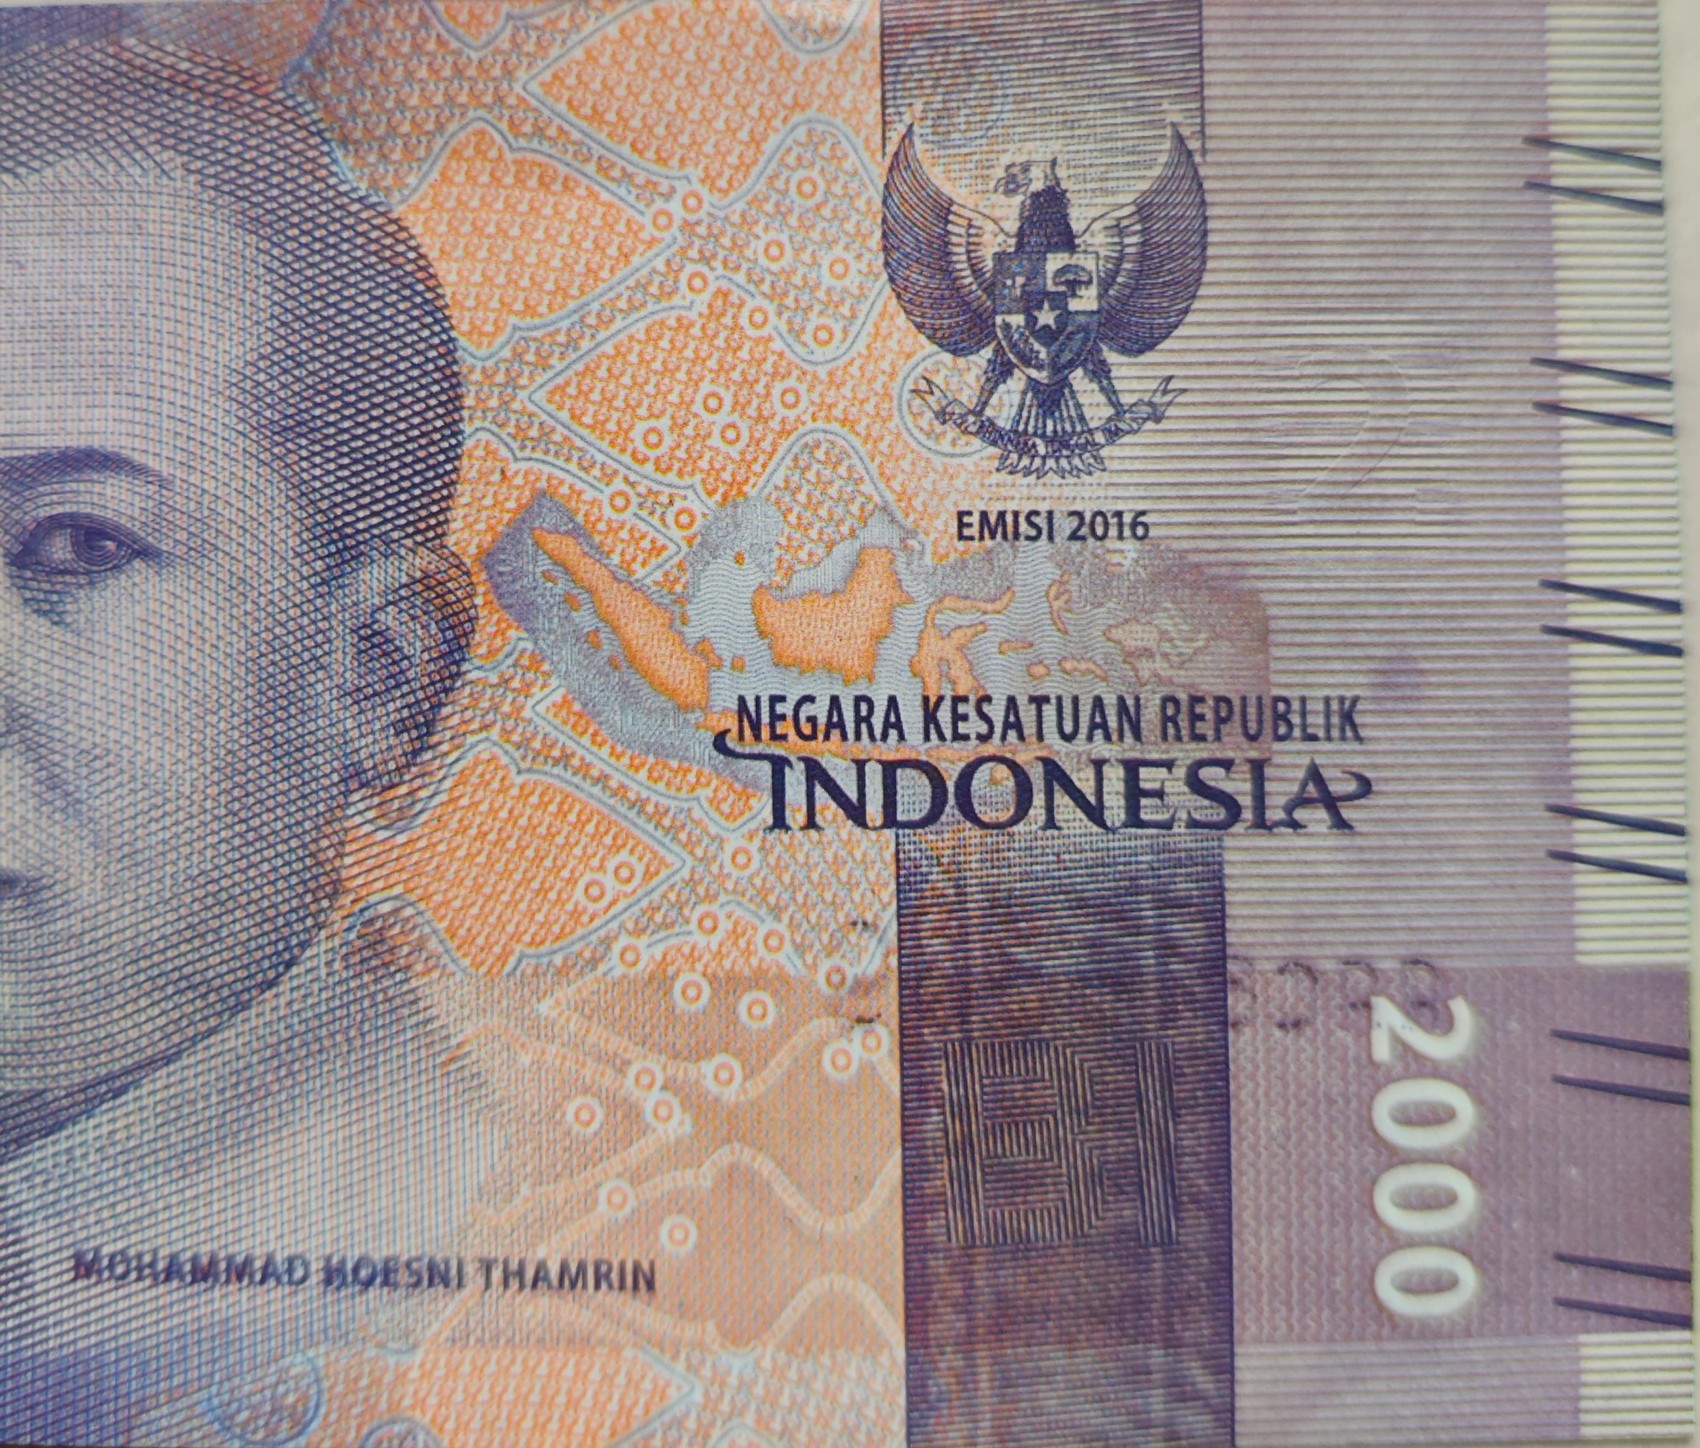 EMISI 2016
NEGARA KESATUAN REPUBLIK
INDONESIA
2000
MOHAMMAD HOESNI THAMRIN